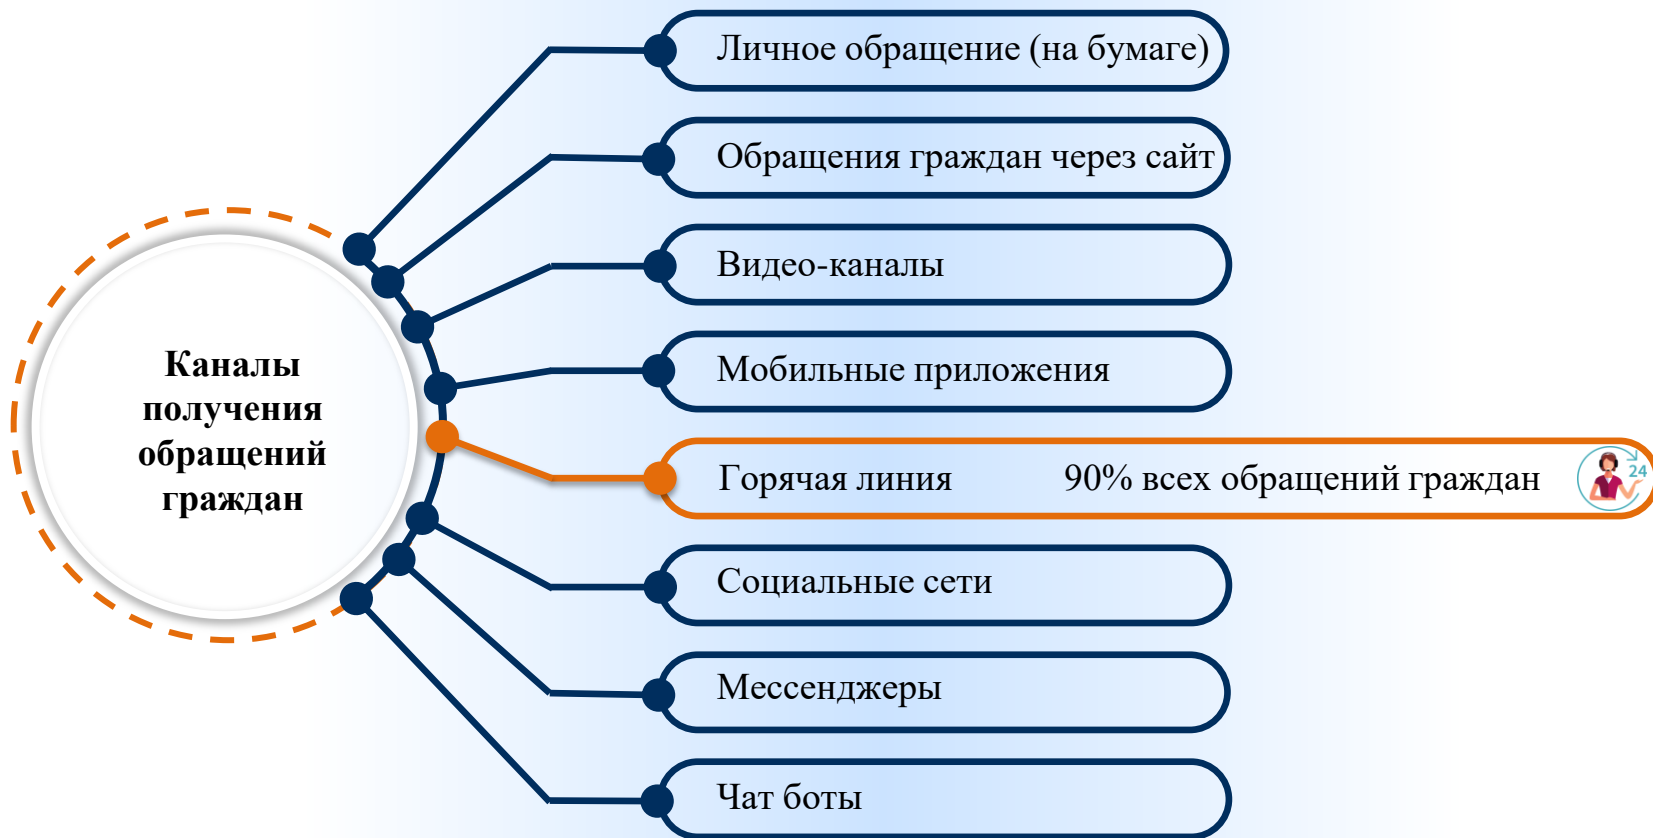 Личное обращение (на бумаге)
Обращения граждан через сайт
Видео-каналы
Мобильные приложения
Каналы
получения
обращений
граждан
Горячая линия 90% всех обращений граждан
24
Социальные сети
Мессенджеры
Чат боты